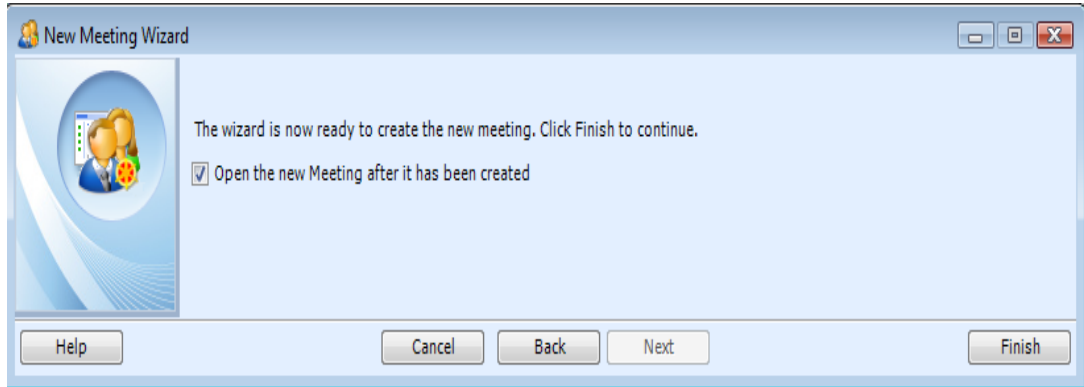 New Meeting Wizard
The wizard is now ready to create the new meeting. Click Finish to continue.
Open the new Meeting after it has been created
Help Cancel Back Next Finish